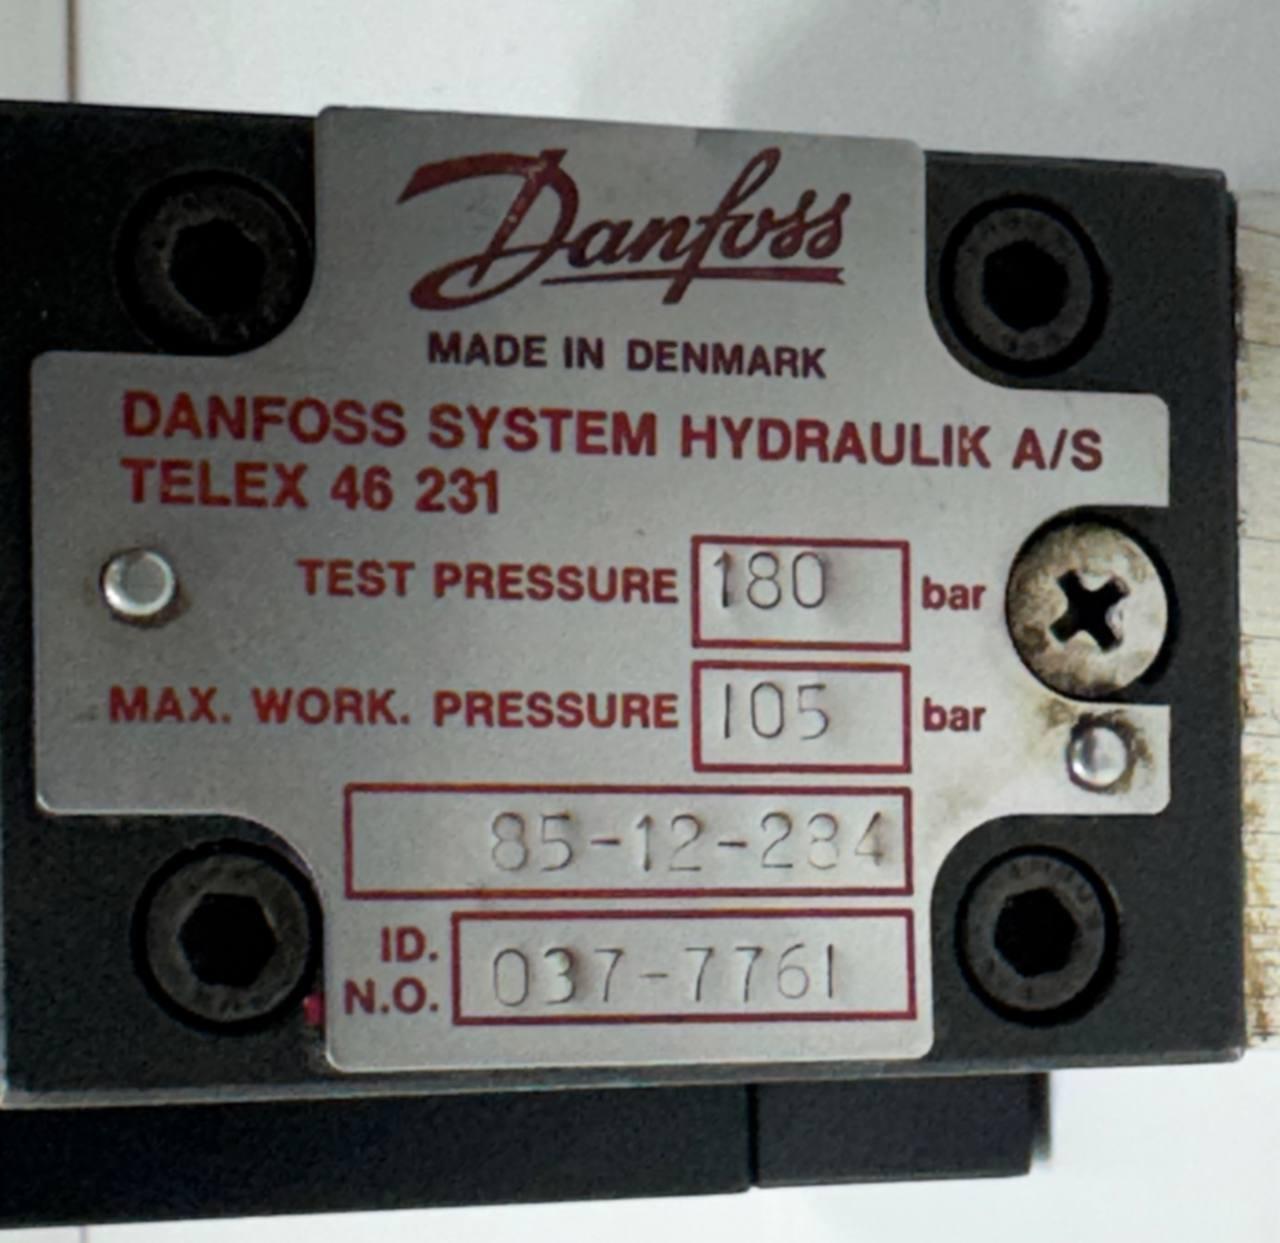 Danfoss
MADE IN DENMARK
DANFOSS SYSTEM HYDRAULIK A/S
TELEX 46 231
TEST PRESSURE 180 bar
MAX. WORK. PRESSURE 105 bar
85-12-284
ID. N.O. 037-7761